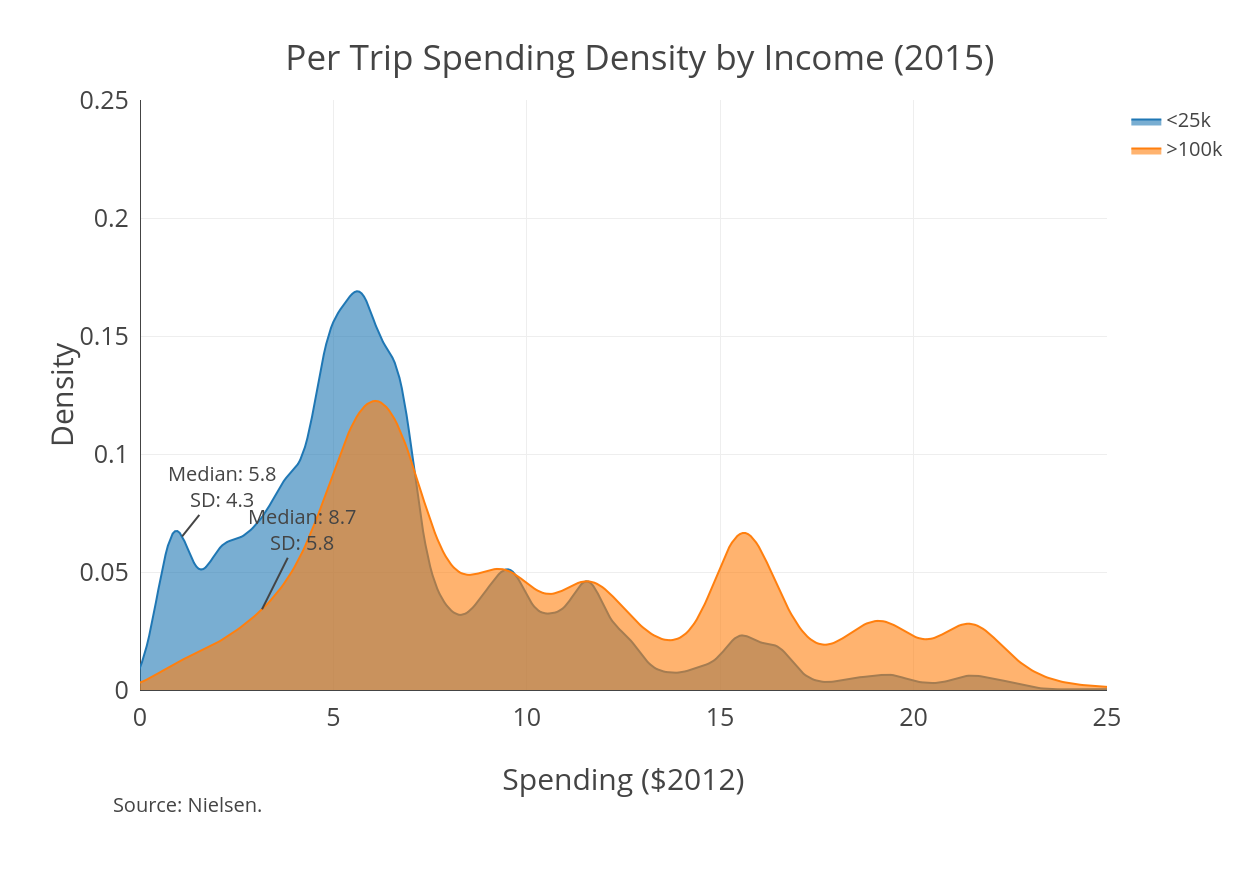 Per Trip Spending Density by Income (2015)
0.25
<25k
>100k
0.2
0.15
Density
0.1
Median: 5.8
SD: 4.3
Median: 8.7
SD: 5.8
0.05
0
0 5 10 15 20 25
Spending ($2012)
Source: Nielsen.